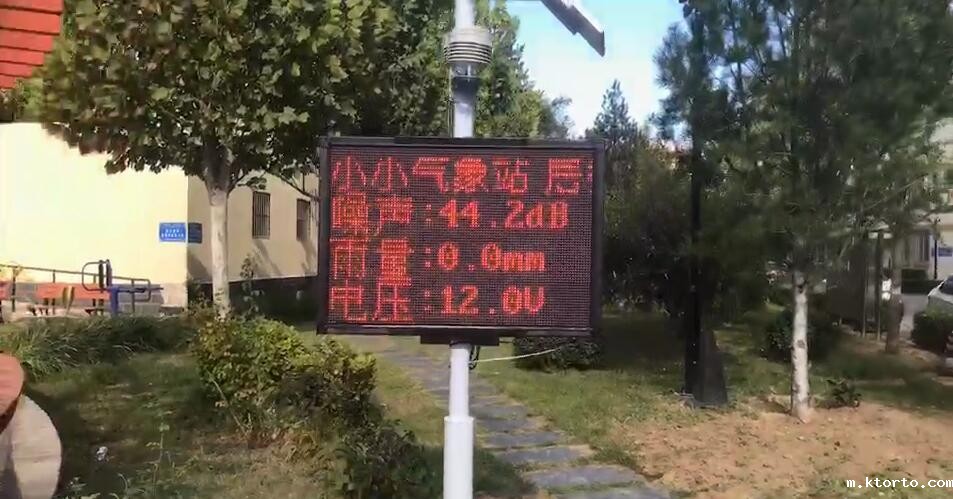 小小气象站
噪声:44.2dB
雨量:0.0mm
电压:12.0V
m.ktorto.com